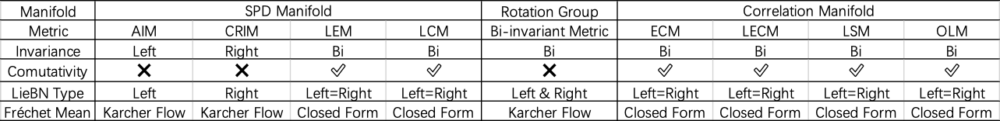 Manifold SPD Manifold Rotation Group Correlation Manifold
Metric AIM CRIM LEM LCM Bi-invariant Metric ECM LECM LSM OLM
Invariance Left Right Bi Bi Bi Bi Bi Bi Bi
Comutativity ✗ ✗ ✓ ✓ ✗ ✓ ✓ ✓ ✓
LieBN Type Left Right Left=Right Left=Right Left & Right Left=Right Left=Right Left=Right Left=Right
Fréchet Mean Karcher Flow Karcher Flow Closed Form Closed Form Karcher Flow Closed Form Closed Form Closed Form Closed Form